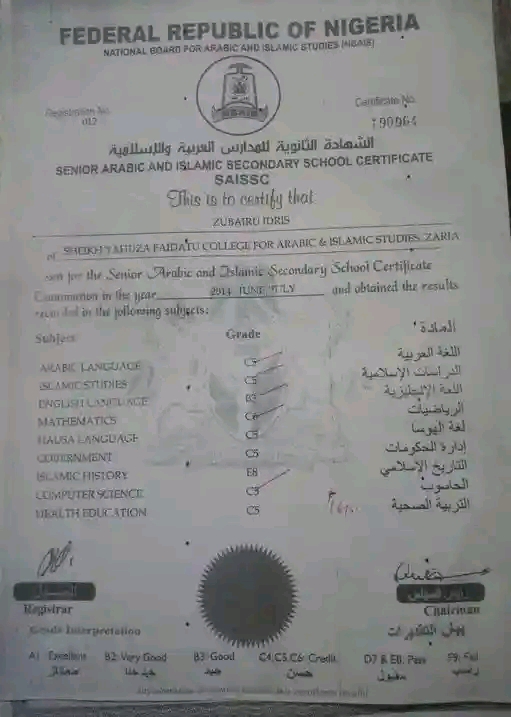 FEDERAL REPUBLIC OF NIGERIA
NATIONAL BOARD FOR ARABIC AND ISLAMIC STUDIES (NBAIS)
Registration No.
012
Certificate No.
190964
الشهادة الثانوية للمدارس العربية والإسلامية
SENIOR ARABIC AND ISLAMIC SECONDARY SCHOOL CERTIFICATE
SAISSC
This is to certify that
ZUBAIRU IDRIS
of SHEIKH YAHUZA FAIDATU COLLEGE FOR ARABIC & ISLAMIC STUDIES, ZARIA
sat for the Senior Arabic and Islamic Secondary School Certificate
Examination in the year 2014 JUNE/JULY and obtained the results
recorded in the following subjects:
Subject Grade المادة
ARABIC LANGUAGE C5 اللغة العربية
ISLAMIC STUDIES C5 الدراسات الإسلامية
ENGLISH LANGUAGE B3 اللغة الإنجليزية
MATHEMATICS C6 الرياضيات
HAUSA LANGUAGE C5 لغة الهوسا
GOVERNMENT C5 إدارة الحكومات
ISLAMIC HISTORY E8 التاريخ الإسلامي
COMPUTER SCIENCE C5 الحاسوب
HEALTH EDUCATION C5 التربية الصحية
Registrar
Chairman
Grade Interpretation
A1 Excellent B2: Very Good B3: Good C4,C5,C6: Credit D7 & E8: Pass F9: Fail
ممتاز جيد جدا جيد حسن مقبول راسب